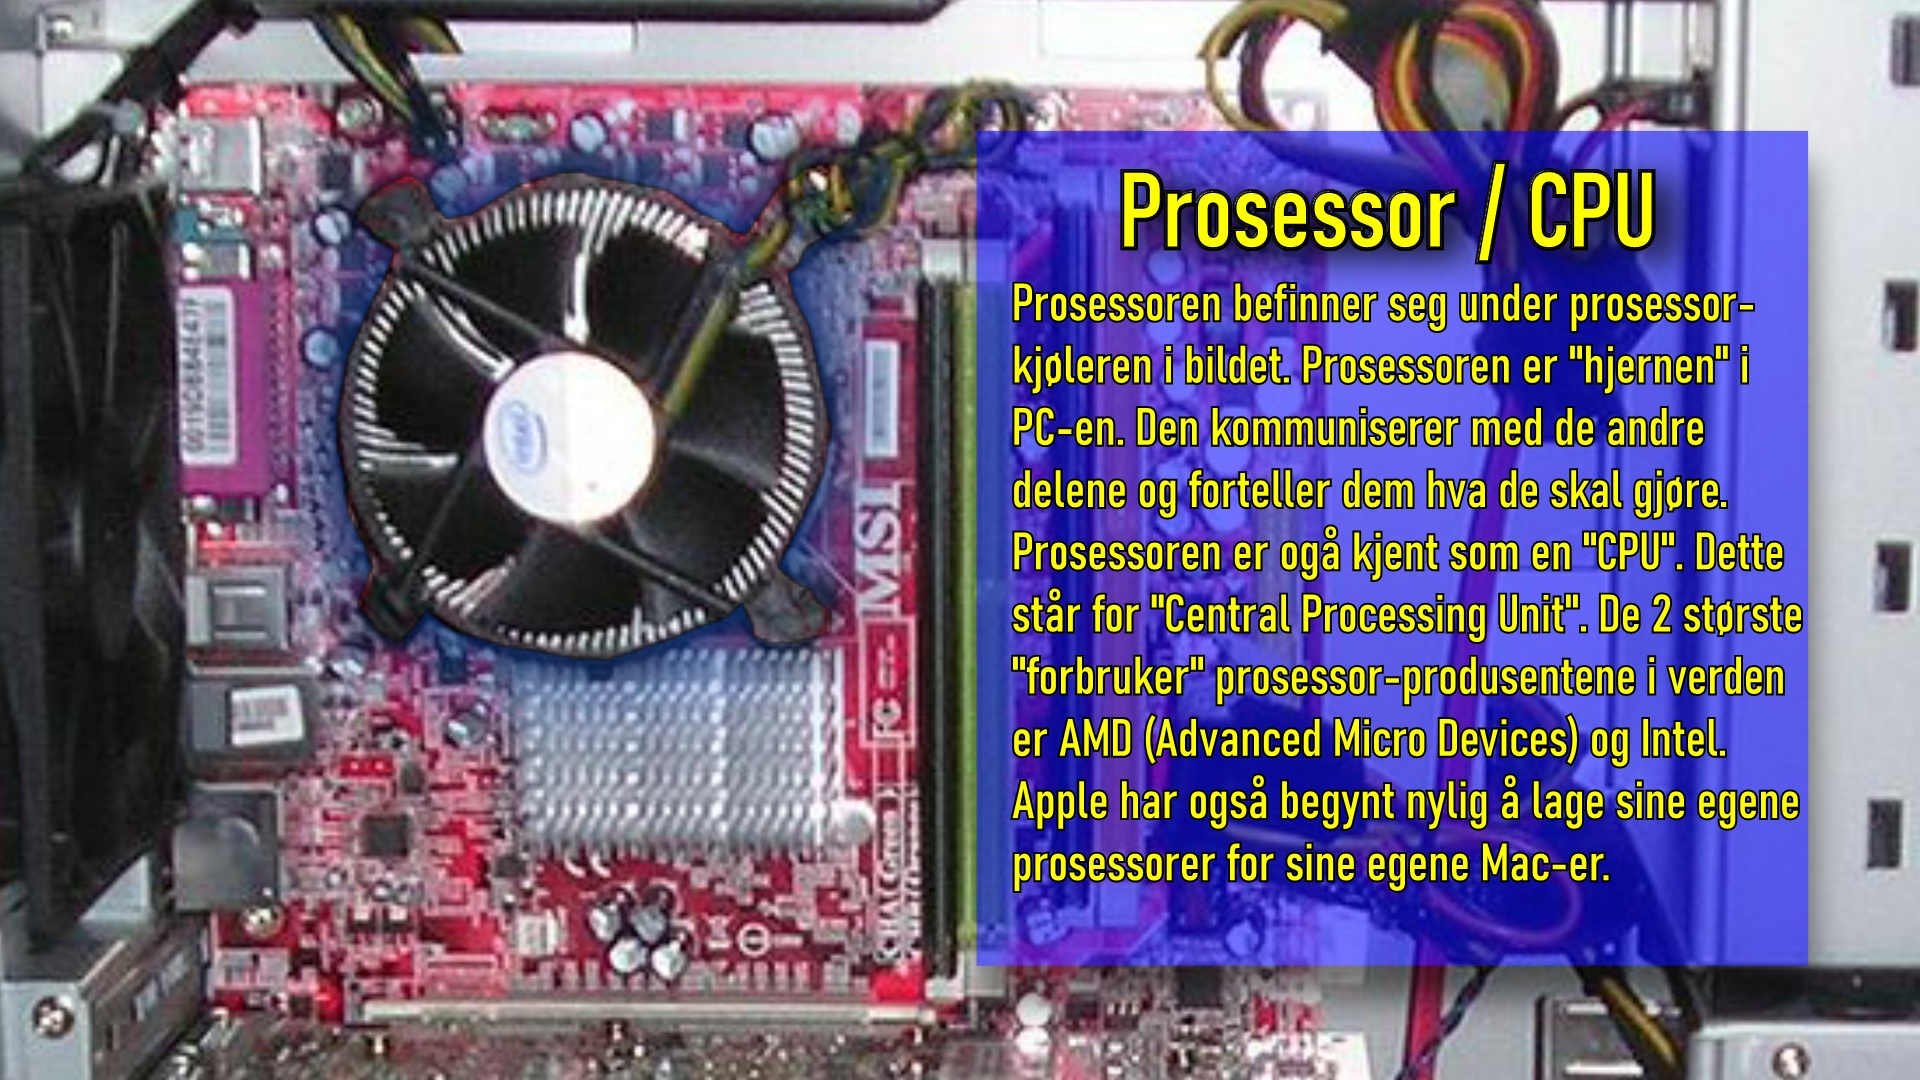 Prosessor / CPU
Prosessoren befinner seg under prosessor-
kjøleren i bildet. Prosessoren er "hjernen" i
PC-en. Den kommuniserer med de andre
delene og forteller dem hva de skal gjøre.
Prosessoren er ogå kjent som en "CPU". Dette
står for "Central Processing Unit". De 2 største
"forbruker" prosessor-produsentene i verden
er AMD (Advanced Micro Devices) og Intel.
Apple har også begynt nylig å lage sine egene
prosessorer for sine egene Mac-er.
intel
MSI
FC